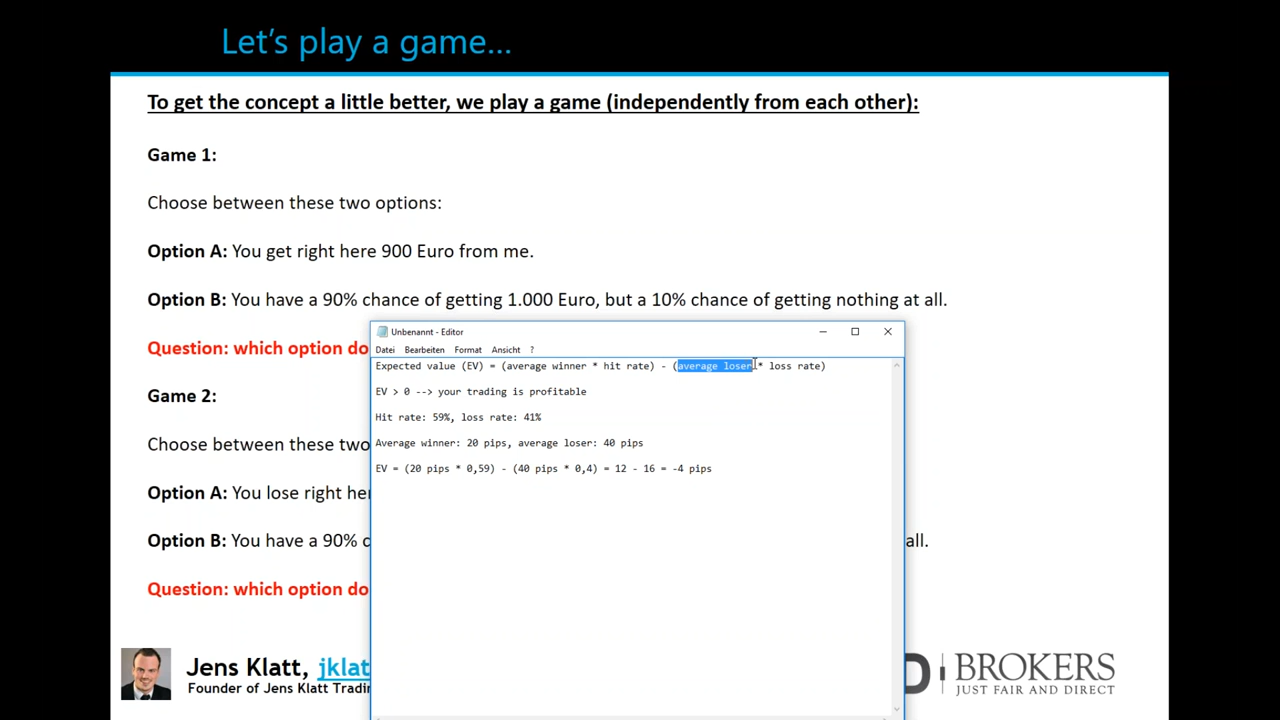 Let's play a game...
To get the concept a little better, we play a game (independently from each other):
Game 1:
Choose between these two options:
Option A: You get right here 900 Euro from me.
Option B: You have a 90% chance of getting 1.000 Euro, but a 10% chance of getting nothing at all.
Question: which option do
Game 2:
Choose between these two
Option A: You lose right her
Option B: You have a 90% c
all.
Question: which option do
Unbenannt - Editor
Datei Bearbeiten Format Ansicht ?
Expected value (EV) = (average winner * hit rate) - (average loser * loss rate)
EV > 0 --> your trading is profitable
Hit rate: 59%, loss rate: 41%
Average winner: 20 pips, average loser: 40 pips
EV = (20 pips * 0,59) - (40 pips * 0,4) = 12 - 16 = -4 pips
Jens Klatt, jklat
Founder of Jens Klatt Tradi
BROKERS
JUST FAIR AND DIRECT